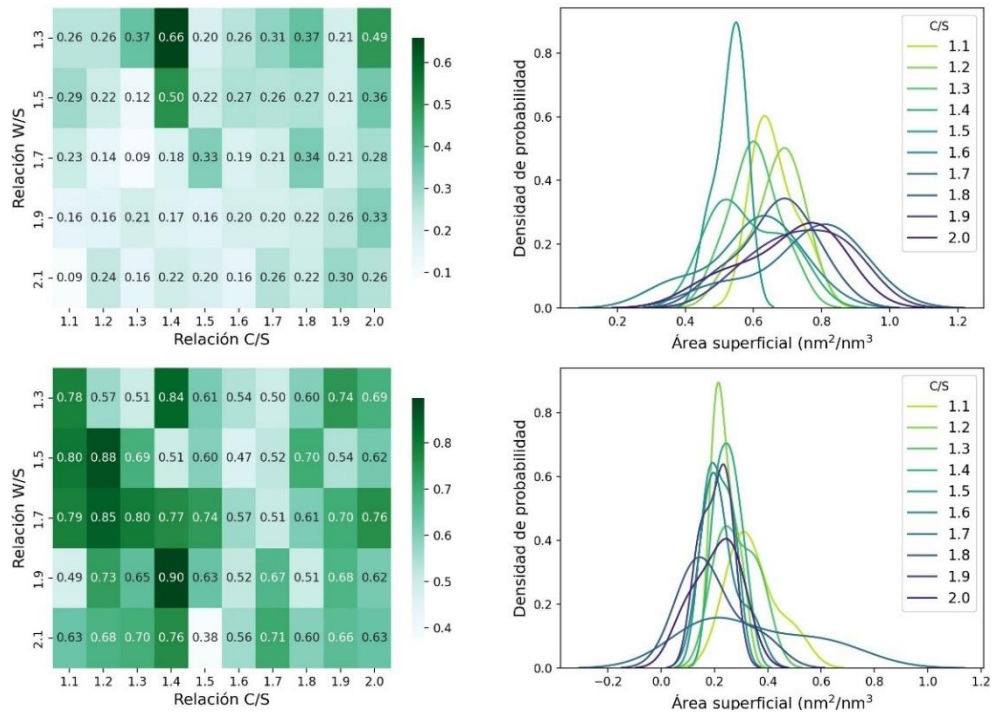 1.3 0.26 0.26 0.37 0.66 0.20 0.26 0.31 0.37 0.21 0.49
1.5 0.29 0.22 0.12 0.50 0.22 0.27 0.26 0.27 0.21 0.36
1.7 0.23 0.14 0.09 0.18 0.33 0.19 0.21 0.34 0.21 0.28
1.9 0.16 0.16 0.21 0.17 0.16 0.20 0.20 0.22 0.26 0.33
2.1 0.09 0.24 0.16 0.22 0.20 0.16 0.26 0.22 0.30 0.26
1.1 1.2 1.3 1.4 1.5 1.6 1.7 1.8 1.9 2.0
Relación W/S
Relación C/S
0.6
0.5
0.4
0.3
0.2
0.1
Densidad de probabilidad
0.8
0.6
0.4
0.2
0.0
0.2 0.4 0.6 0.8 1.0 1.2
Área superficial (nm²/nm³
C/S
1.1
1.2
1.3
1.4
1.5
1.6
1.7
1.8
1.9
2.0
1.3 0.78 0.57 0.51 0.84 0.61 0.54 0.50 0.60 0.74 0.69
1.5 0.80 0.88 0.69 0.51 0.60 0.47 0.52 0.70 0.54 0.62
1.7 0.79 0.85 0.80 0.77 0.74 0.57 0.51 0.61 0.70 0.76
1.9 0.49 0.73 0.65 0.90 0.63 0.52 0.67 0.51 0.68 0.62
2.1 0.63 0.68 0.70 0.76 0.38 0.56 0.71 0.60 0.66 0.63
1.1 1.2 1.3 1.4 1.5 1.6 1.7 1.8 1.9 2.0
Relación W/S
Relación C/S
0.8
0.7
0.6
0.5
0.4
Densidad de probabilidad
0.8
0.6
0.4
0.2
0.0
−0.2 0.0 0.2 0.4 0.6 0.8 1.0 1.2
Área superficial (nm²/nm³
C/S
1.1
1.2
1.3
1.4
1.5
1.6
1.7
1.8
1.9
2.0